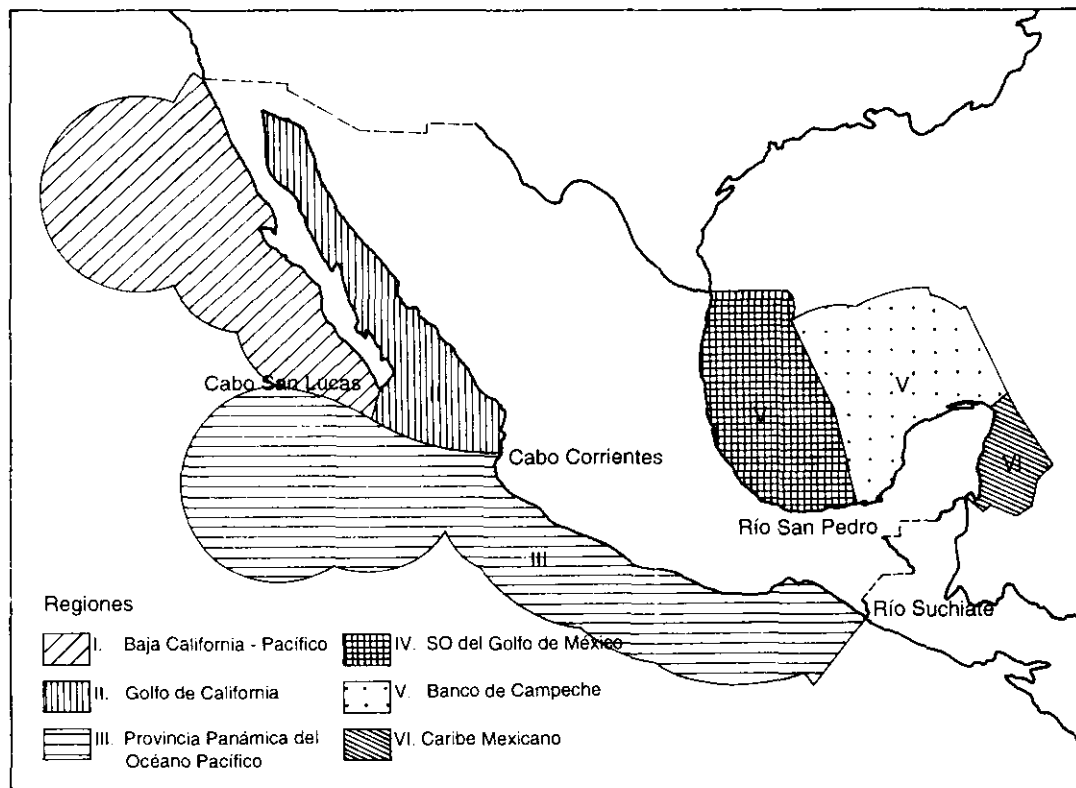 Cabo San Lucas
Cabo Corrientes
V
V
VI
Río San Pedro
III
Río Suchiate
Regiones
I. Baja California - Pacífico
II. Golfo de California
III. Provincia Panámica del
Océano Pacífico
IV. SO del Golfo de México
V. Banco de Campeche
VI. Caribe Mexicano